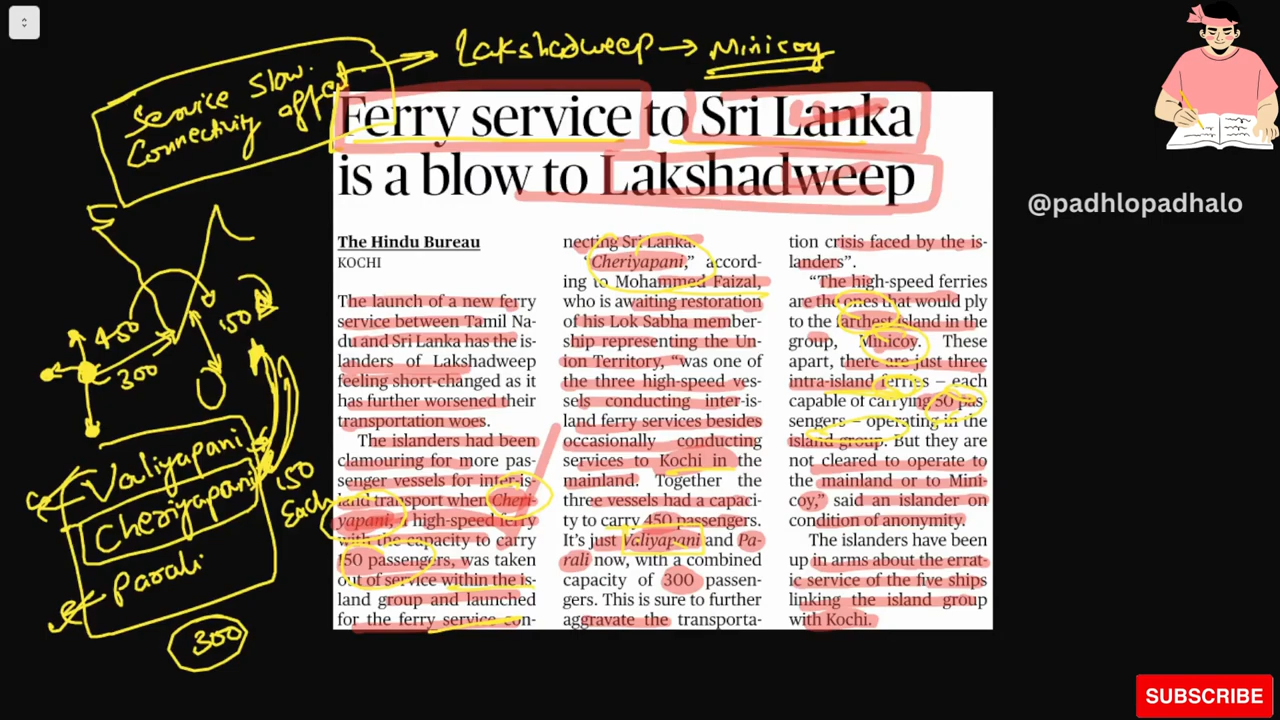 Lakshadweep → Minicoy
Service Slow.
Connectivity affect
Ferry service to Sri Lanka
is a blow to Lakshadweep
@padhlopadhalo
The Hindu Bureau
KOCHI
The launch of a new ferry
service between Tamil Na-
du and Sri Lanka has the is-
landers of Lakshadweep
feeling short-changed as it
has further worsened their
transportation woes.
The islanders had been
clamouring for more pas-
senger vessels for inter-is-
land transport when Cheri-
yapani, a high-speed ferry
with the capacity to carry
150 passengers, was taken
out of service within the is-
land group and launched
for the ferry service con-
necting Sri Lanka.
“Cheriyapani,” accord-
ing to Mohammed Faizal,
who is awaiting restoration
of his Lok Sabha member-
ship representing the Un-
ion Territory, “was one of
the three high-speed ves-
sels conducting inter-is-
land ferry services besides
occasionally conducting
services to Kochi in the
mainland. Together the
three vessels had a capaci-
ty to carry 450 passengers.
It’s just Valiyapani and Pa-
rali now, with a combined
capacity of 300 passen-
gers. This is sure to further
aggravate the transporta-
tion crisis faced by the is-
landers”.
“The high-speed ferries
are the ones that would ply
to the farthest island in the
group, Minicoy. These
apart, there are just three
intra-island ferries – each
capable of carrying 50 pas-
sengers – operating in the
island group. But they are
not cleared to operate to
the mainland or to Mini-
coy,” said an islander on
condition of anonymity.
The islanders have been
up in arms about the errat-
ic service of the five ships
linking the island group
with Kochi.
450
150
300
Valiyapani
Cheriyapani
Parali
150
Each
300
SUBSCRIBE